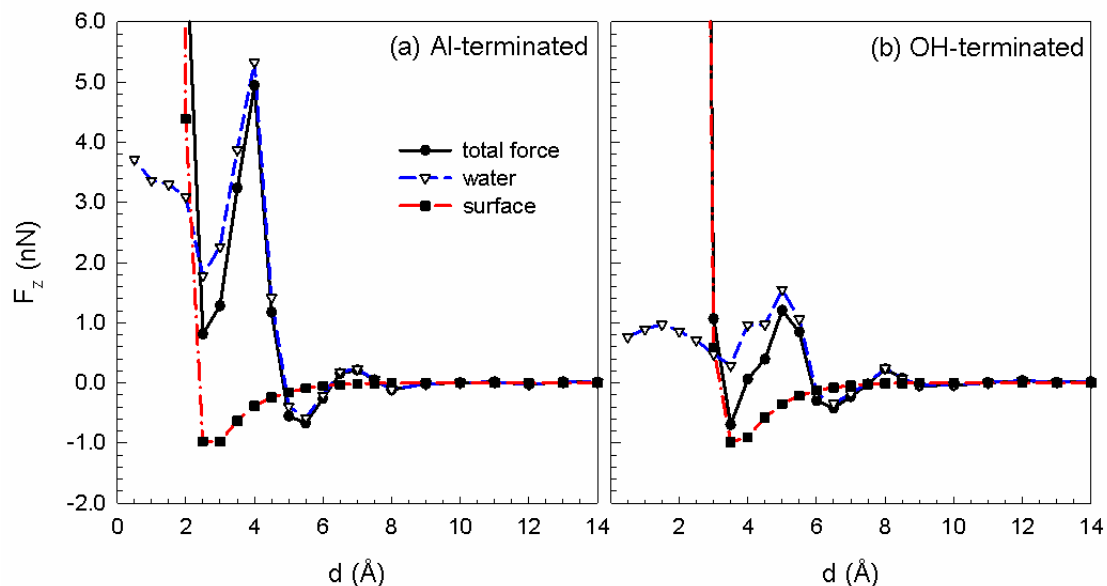 6.0
5.0
4.0
3.0
2.0
1.0
0.0
-1.0
-2.0
F_z (nN)
(a) Al-terminated
total force
water
surface
(b) OH-terminated
0 2 4 6 8 10 12 14
2 4 6 8 10 12 14
d (Å)
d (Å)